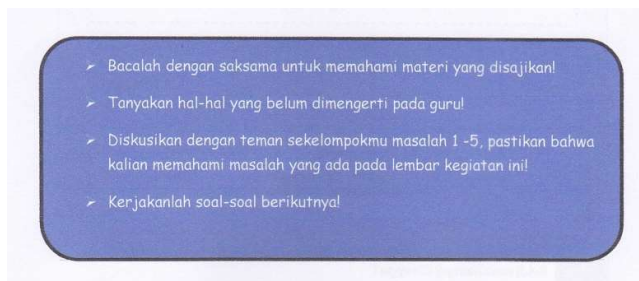 ➢ Bacalah dengan saksama untuk memahami materi yang disajikan!
➢ Tanyakan hal-hal yang belum dimengerti pada guru!
➢ Diskusikan dengan teman sekelompokmu masalah 1 -5, pastikan bahwa
kalian memahami masalah yang ada pada lembar kegiatan ini!
➢ Kerjakanlah soal-soal berikutnya!